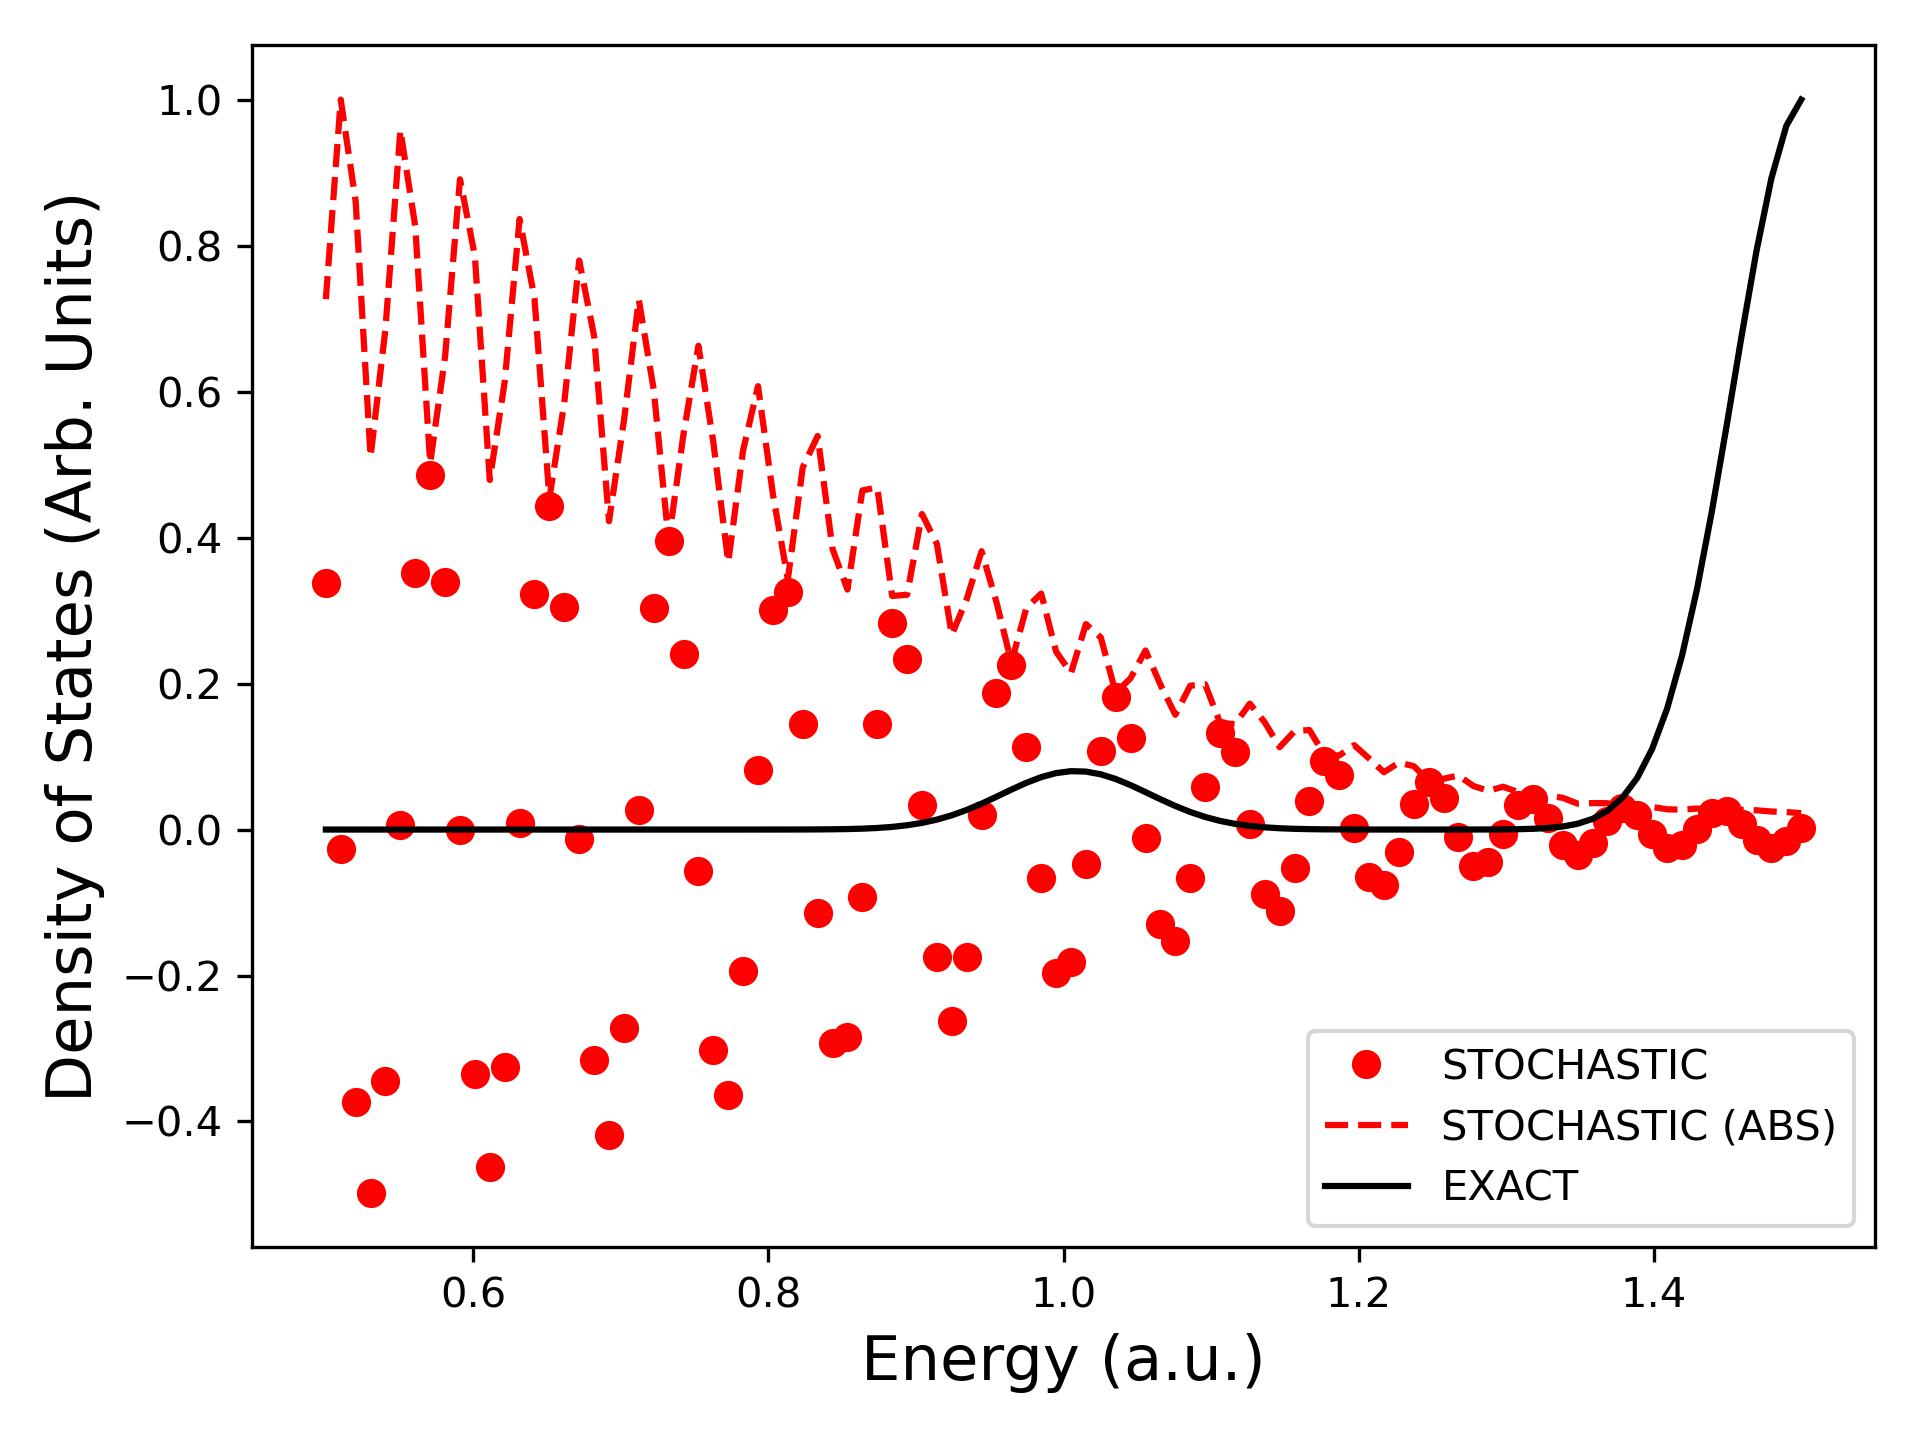 1.0
0.8
0.6
0.4
0.2
0.0
−0.2
−0.4
Density of States (Arb. Units)
0.6 0.8 1.0 1.2 1.4
Energy (a.u.)
STOCHASTIC
STOCHASTIC (ABS)
EXACT